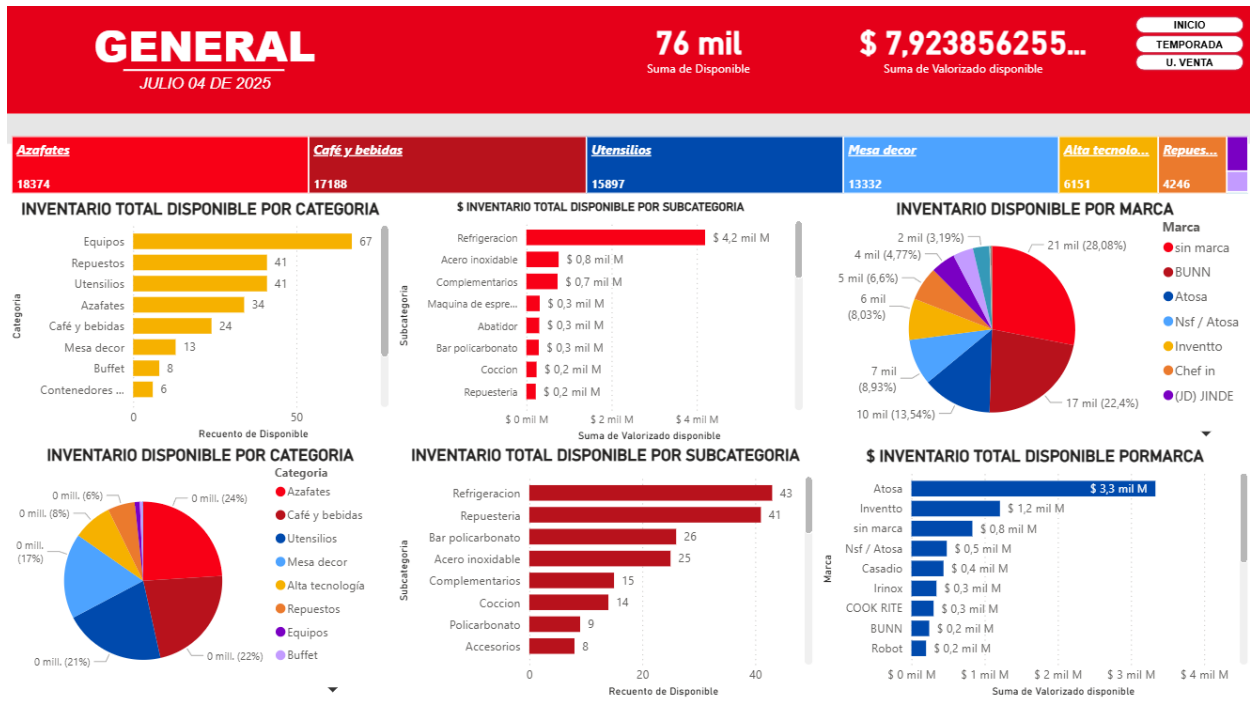 GENERAL
JULIO 04 DE 2025
76 mil
Suma de Disponible
$ 7,923856255...
Suma de Valorizado disponible
INICIO
TEMPORADA
U. VENTA
Azafates
18374
Café y bebidas
17188
Utensilios
15897
Mesa decor
13332
Alta tecnolo...
6151
Repues...
4246
INVENTARIO TOTAL DISPONIBLE POR CATEGORIA
Categoria
Equipos 67
Repuestos 41
Utensilios 41
Azafates 34
Café y bebidas 24
Mesa decor 13
Buffet 8
Contenedores ... 6
0 50
Recuento de Disponible
$ INVENTARIO TOTAL DISPONIBLE POR SUBCATEGORIA
Subcategoria
Refrigeracion $ 4,2 mil M
Acero inoxidable $ 0,8 mil M
Complementarios $ 0,7 mil M
Maquina de espre... $ 0,3 mil M
Abatidor $ 0,3 mil M
Bar policarbonato $ 0,3 mil M
Coccion $ 0,2 mil M
Repuesteria $ 0,2 mil M
$ 0 mil M $ 2 mil M $ 4 mil M
Suma de Valorizado disponible
INVENTARIO DISPONIBLE POR MARCA
2 mil (3,19%)
4 mil (4,77%)
5 mil (6,6%)
6 mil
(8,03%)
7 mil
(8,93%)
10 mil (13,54%)
17 mil (22,4%)
21 mil (28,08%)
Marca
sin marca
BUNN
Atosa
Nsf / Atosa
Inventto
Chef in
(JD) JINDE
INVENTARIO DISPONIBLE POR CATEGORIA
0 mill. (6%)
0 mill. (8%)
0 mill.
(17%)
0 mill. (21%)
0 mill. (22%)
0 mill. (24%)
Categoria
Azafates
Café y bebidas
Utensilios
Mesa decor
Alta tecnología
Repuestos
Equipos
Buffet
INVENTARIO TOTAL DISPONIBLE POR SUBCATEGORIA
Subcategoria
Refrigeracion 43
Repuesteria 41
Bar policarbonato 26
Acero inoxidable 25
Complementarios 15
Coccion 14
Policarbonato 9
Accesorios 8
0 20 40
Recuento de Disponible
$ INVENTARIO TOTAL DISPONIBLE PORMARCA
Marca
Atosa $ 3,3 mil M
Inventto $ 1,2 mil M
sin marca $ 0,8 mil M
Nsf / Atosa $ 0,5 mil M
Casadio $ 0,4 mil M
Irinox $ 0,3 mil M
COOK RITE $ 0,3 mil M
BUNN $ 0,2 mil M
Robot $ 0,2 mil M
$ 0 mil M $ 1 mil M $ 2 mil M $ 3 mil M $ 4 mil M
Suma de Valorizado disponible